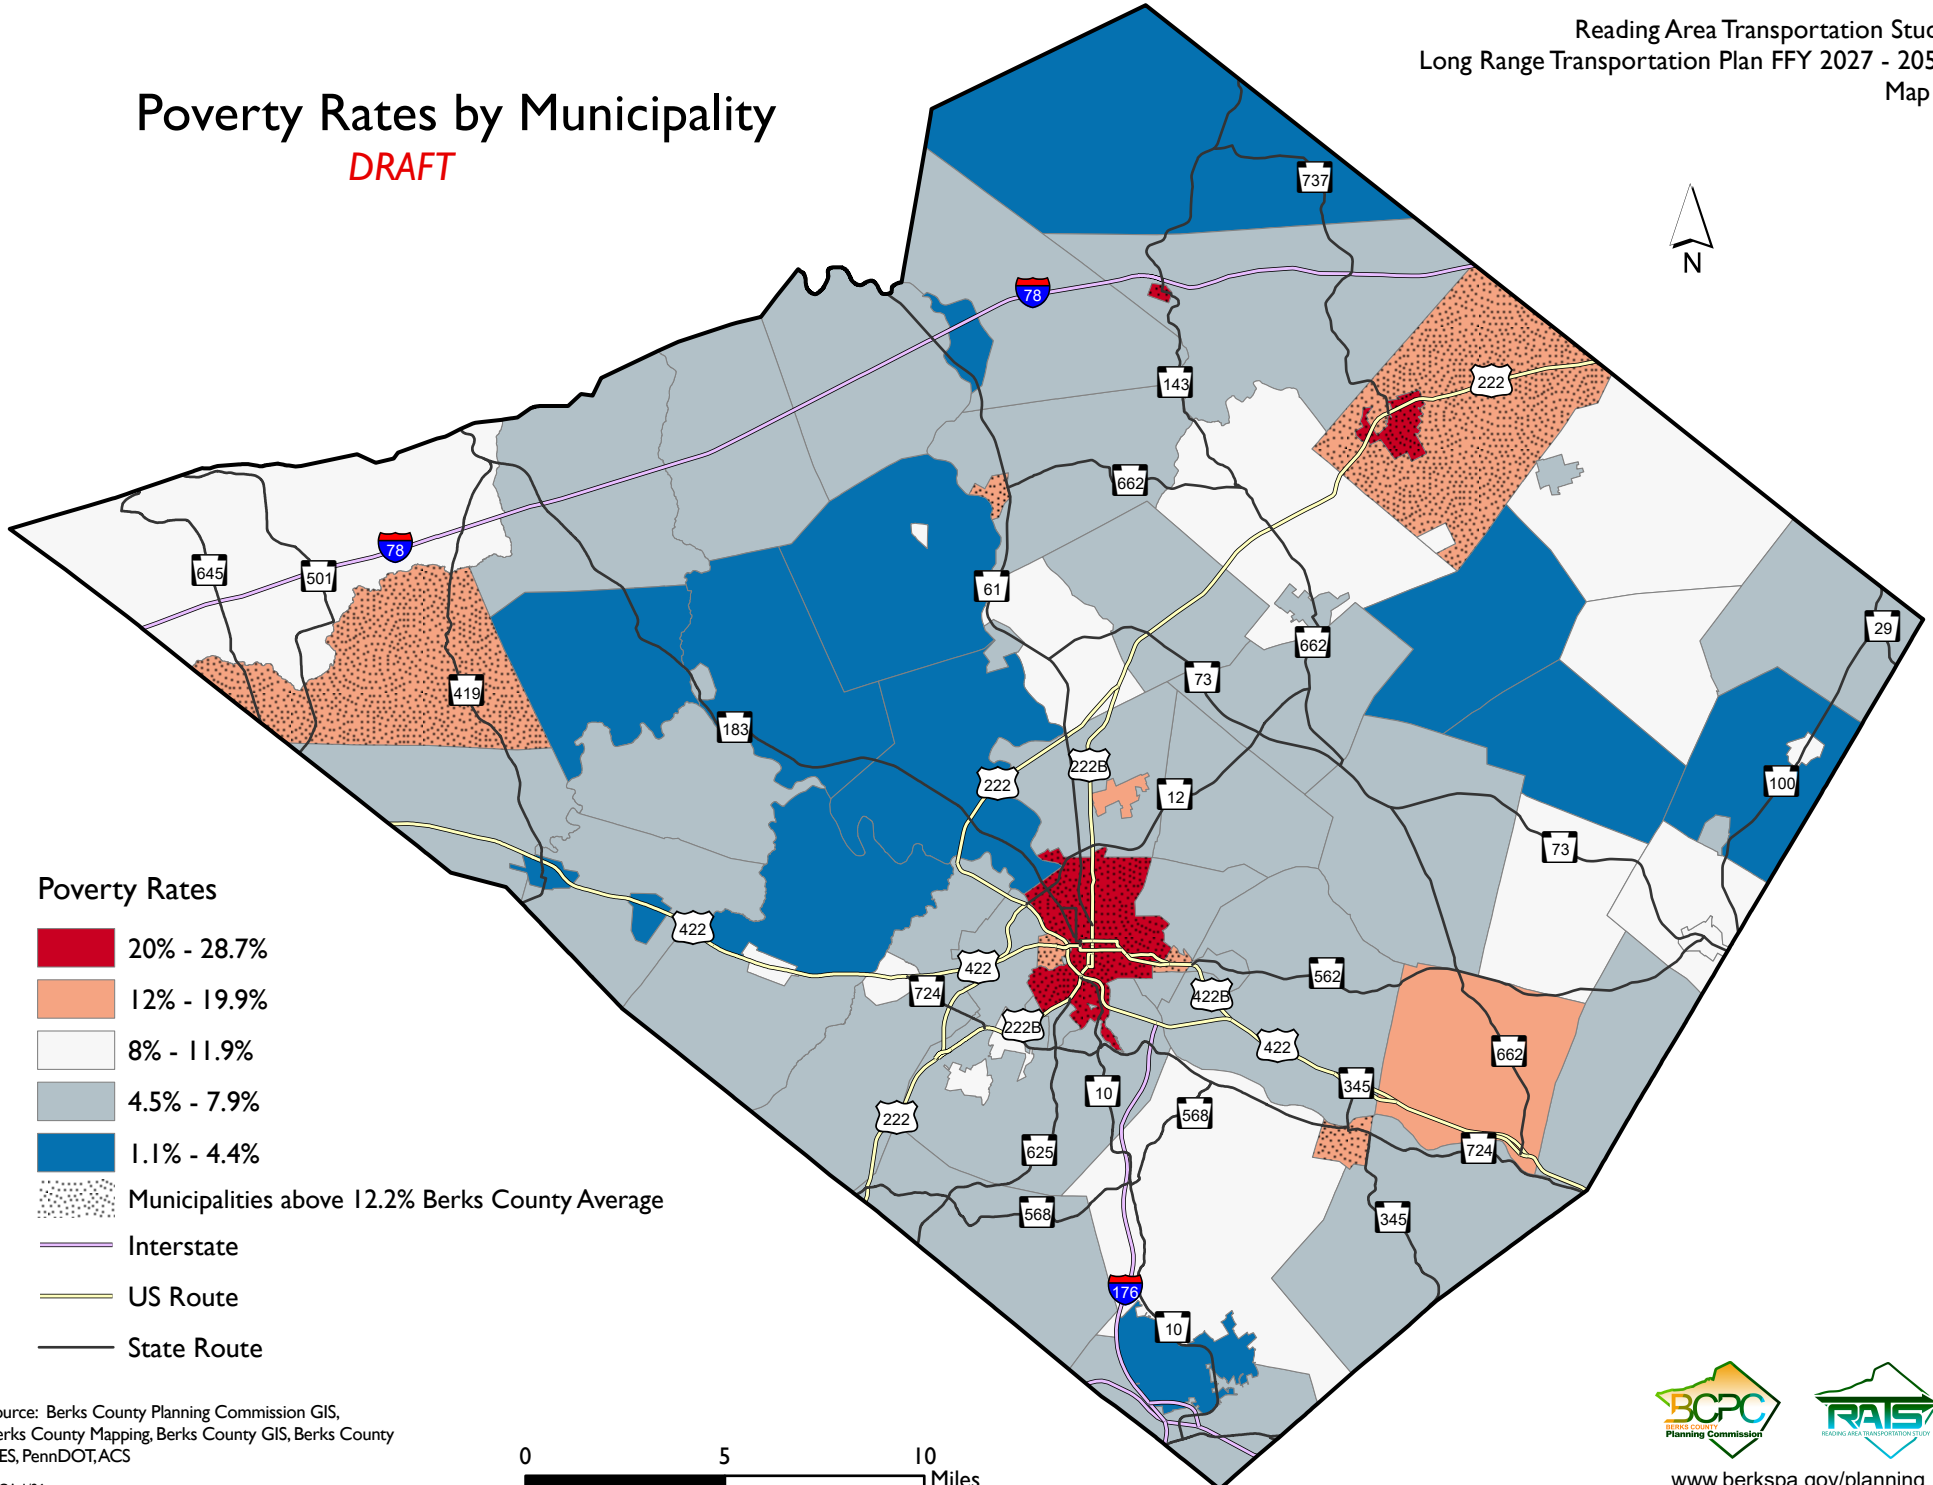 Reading Area Transportation
Long Range Transportation Plan FFY 2027 -
Map
Poverty Rates by Municipality
DRAFT
737
N
78
222
143
662
78
645
501
61
29
662
419
73
183
222B
222
12
100
73
Poverty Rates
20% - 28.7%
12% - 19.9%
8% - 11.9%
4.5% - 7.9%
1.1% - 4.4%
Municipalities above 12.2% Berks County Average
Interstate
US Route
State Route
422
422
724
562
422B
222B
422
662
345
10
568
222
625
724
568
345
176
10
Berks County Planning Commission GIS,
Mapping, Berks County GIS, Berks County
PennDOT, ACS
0 5 10
Miles
BCPC
BERKS COUNTY
Planning Commission
RATS
READING AREA TRANSPORTATION STUDY
www.berkspa.gov/planning